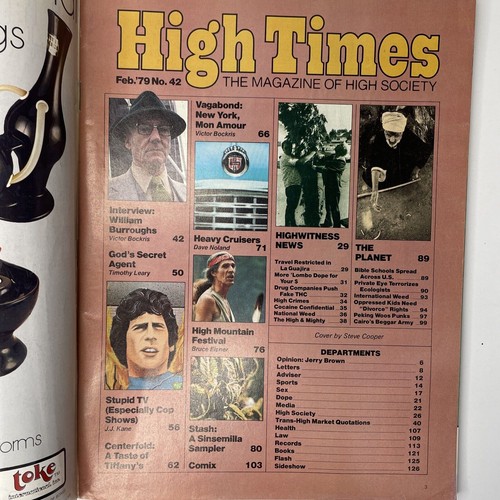 High Times
Feb.'79 No. 42
THE MAGAZINE OF HIGH SOCIETY
Interview:
William
Burroughs
Victor Bockris 42
God's Secret
Agent
Timothy Leary 50
Stupid TV
(Especially Cop
Shows)
J.J. Kane 56
Centerfold:
A Taste of
Tiffany's 62
Vagabond:
New York,
Mon Amour
Victor Bockris 66
Heavy Cruisers
Dave Noland 71
High Mountain
Festival
Bruce Eisner 76
Stash:
A Sinsemilla
Sampler 80
Comix 103
HIGHWITNESS
NEWS 29
Travel Restricted in
La Guajira 29
More 'Lombo Dope for
Your $ 31
Drug Companies Push
Fake THC 32
High Crimes 32
Cocaine Confidential 35
National Weed 36
The High & Mighty 38
THE
PLANET 89
Bible Schools Spread
Across U.S. 89
Private Eye Terrorizes
Ecologists 90
International Weed 93
Oppressed Kids Need
"Divorce" Rights 94
Peking Woos Punks 97
Cairo's Beggar Army 99
Cover by Steve Cooper
DEPARTMENTS
Opinion: Jerry Brown 6
Letters 8
Adviser 12
Sports 14
Sex 17
Dope 21
Media 22
High Society 26
Trans-High Market Quotations 40
Health 107
Law 109
Records 113
Books 121
Flash 125
Sideshow 126
gs
orms
toke